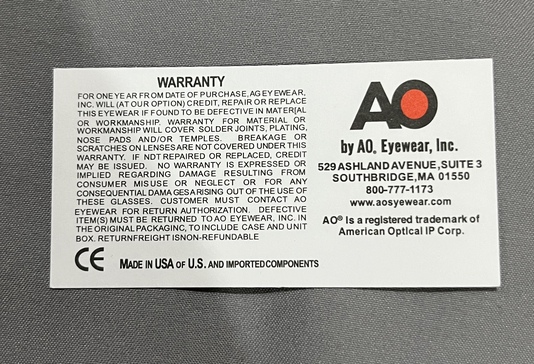 WARRANTY
FOR ONE YEAR FROM DATE OF PURCHASE, AG EYEWEAR,
INC. WILL (AT OUR OPTION) CREDIT, REPAIR OR REPLACE
THIS EYEWEAR IF FOUND TO BE DEFECTIVE IN MATERIAL
OR WORKMANSHIP. WARRANTY FOR MATERIAL OR
WORKMANSHIP WILL COVER SOLDER JOINTS, PLATING,
NOSE PADS AND/OR TEMPLES. BREAKAGE OR
SCRATCHES ON LENSES ARE NOT COVERED UNDER THIS
WARRANTY. IF NOT REPAIRED OR REPLACED, CREDIT
MAY BE ISSUED. NO WARRANTY IS EXPRESSED OR
IMPLIED REGARDING DAMAGE RESULTING FROM
CONSUMER MISUSE OR NEGLECT OR FOR ANY
CONSEQUENTIAL DAMAGES ARISING OUT OF THE USE OF
THESE GLASSES. CUSTOMER MUST CONTACT AO
EYEWEAR FOR RETURN AUTHORIZATION. DEFECTIVE
ITEM(S) MUST BE RETURNED TO AO EYEWEAR, INC. IN
THE ORIGINAL PACKAGINC, TO INCLUDE CASE AND UNIT
BOX. RETURNFREIGHT ISNON-REFUNDABLE
CE MADE IN USA OF U.S. AND IMPORTED COMPONENTS
AO
by AO, Eyewear, Inc.
529 ASHLAND AVENUE, SUITE 3
SOUTHBRIDGE, MA 01550
800-777-1173
www.aosyewear.com
AO® Is a registered trademark of
American Optical IP Corp.